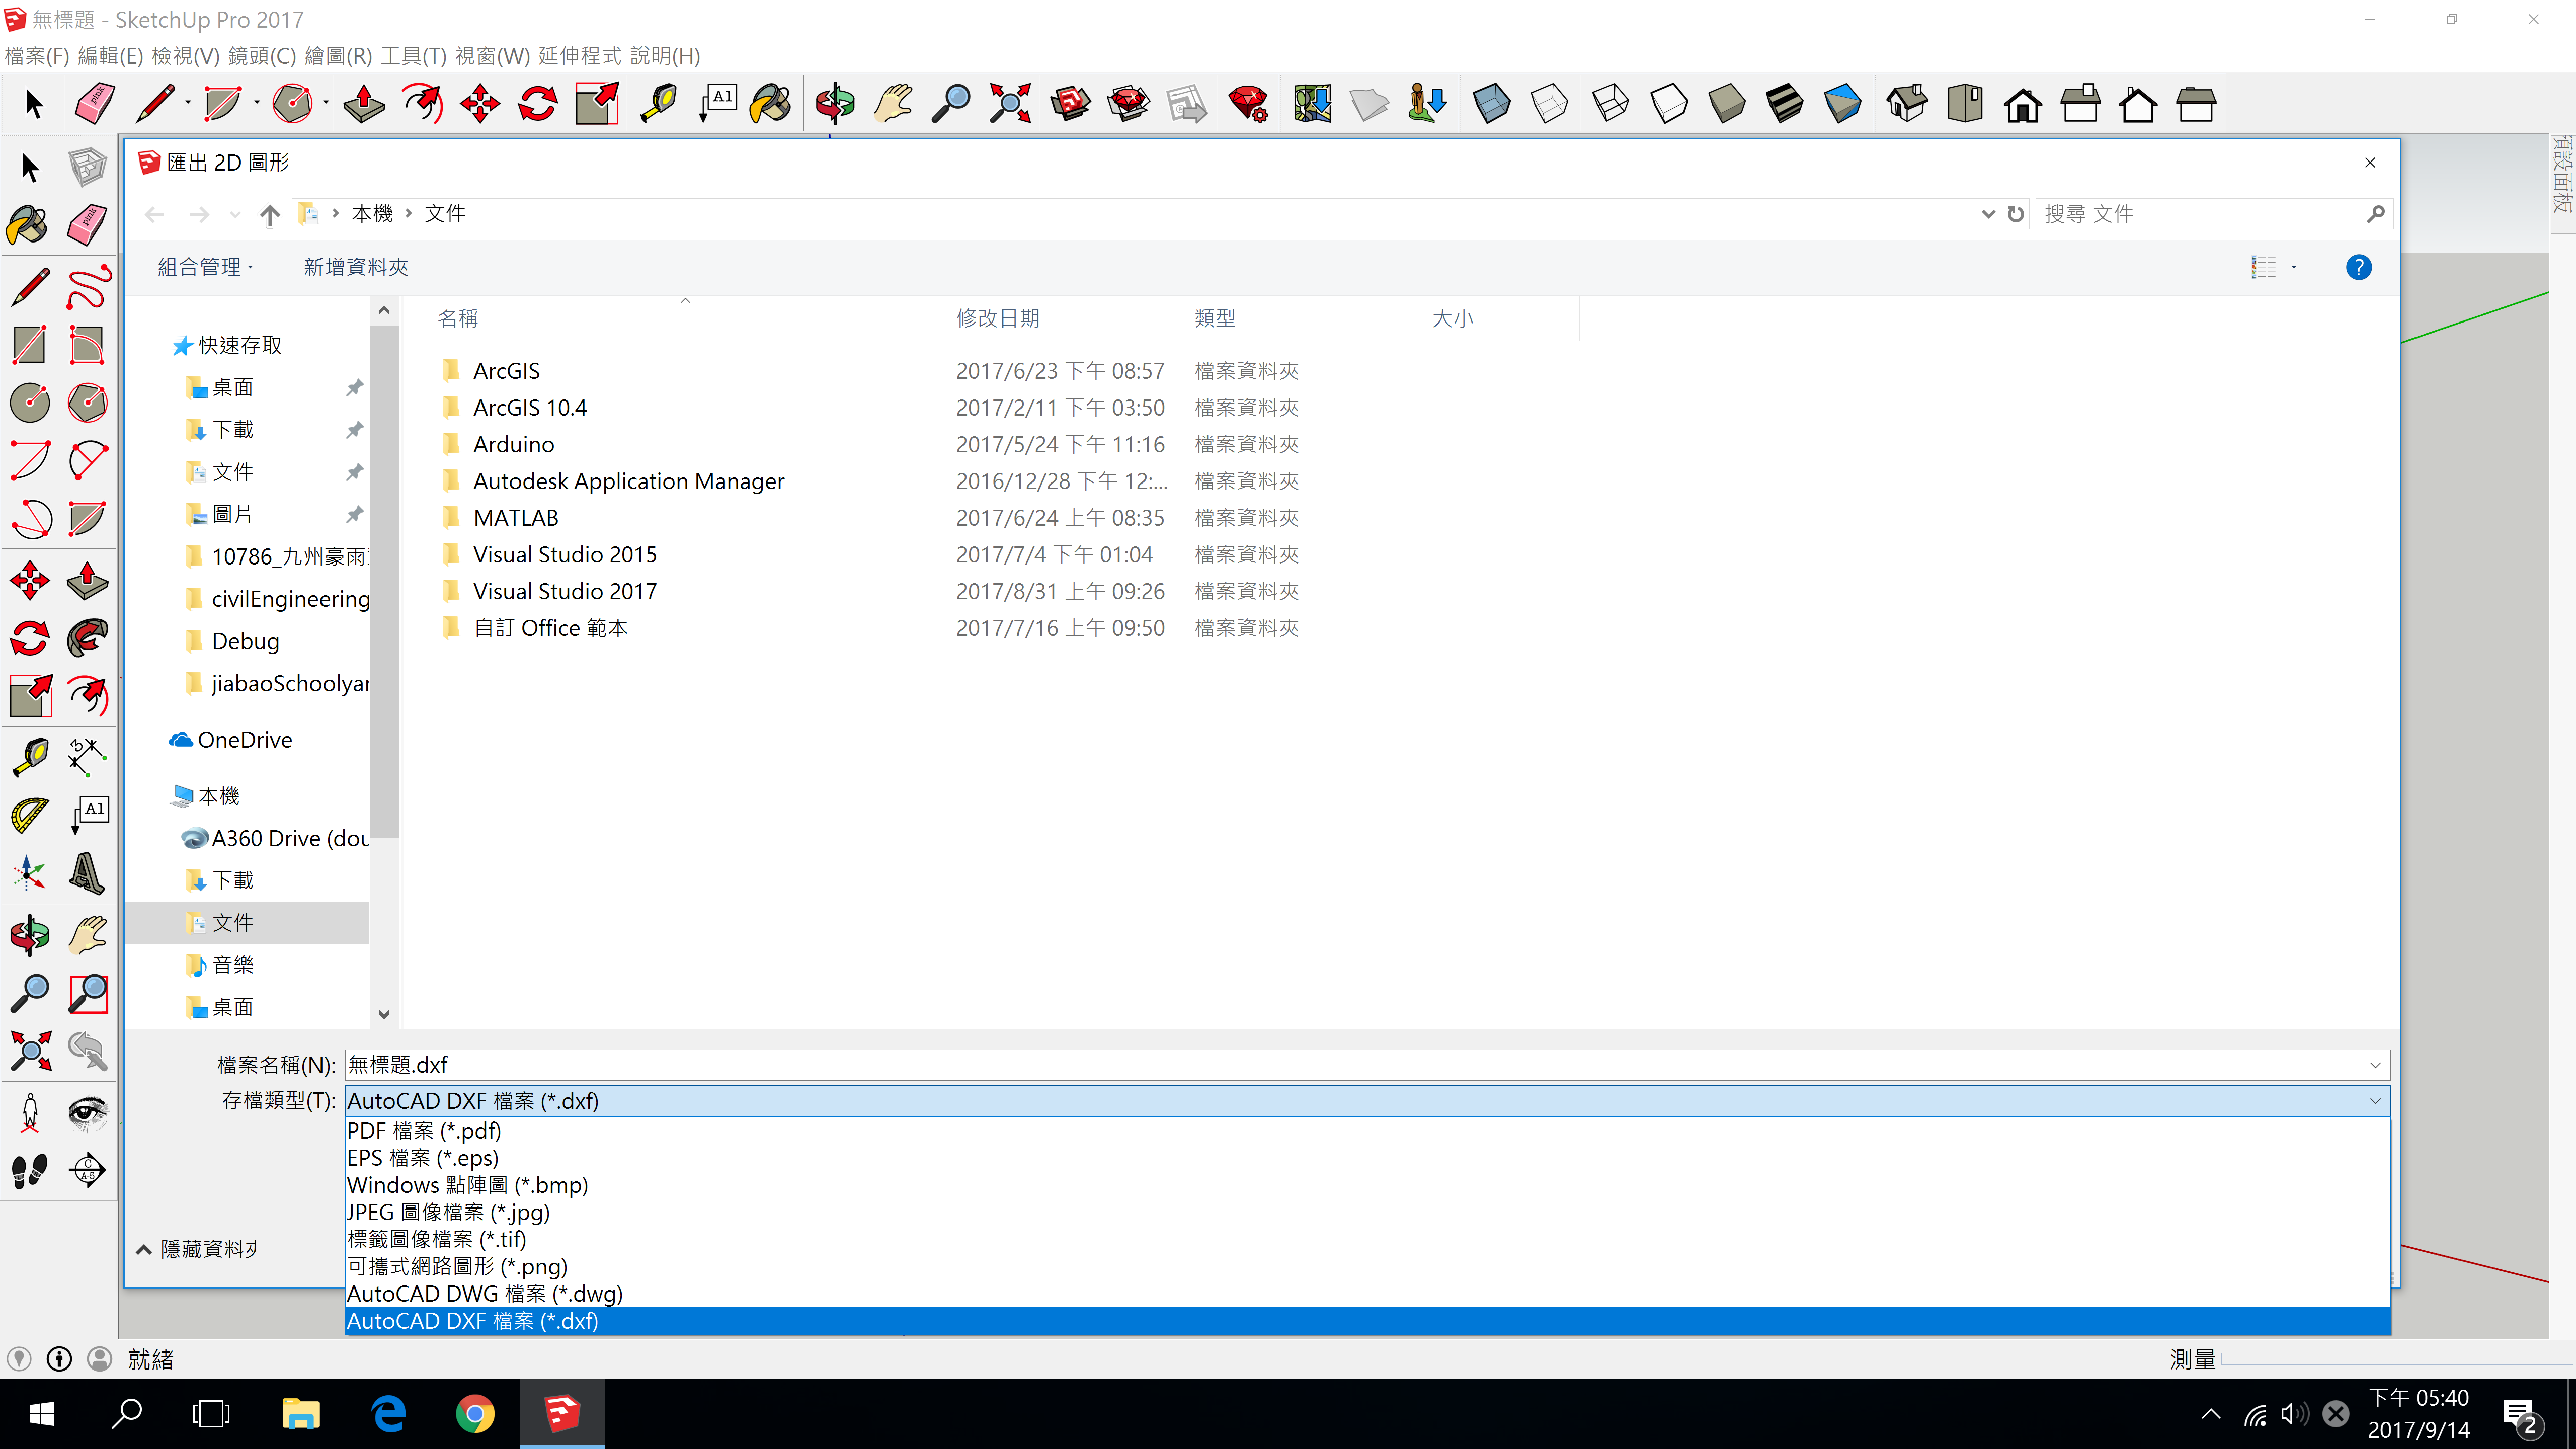 無標題 - SketchUp Pro 2017
檔案(F) 編輯(E) 檢視(V) 鏡頭(C) 繪圖(R) 工具(T) 視窗(W) 延伸程式 說明(H)
預設面板
匯出 2D 圖形
本機 文件
搜尋 文件
組合管理 新增資料夾
名稱 修改日期 類型 大小
快速存取
桌面
下載
文件
圖片
10786_九州豪雨
civilEngineering
Debug
jiabaoSchoolyar
OneDrive
本機
A360 Drive (dou
下載
文件
音樂
桌面
ArcGIS 2017/6/23 下午 08:57 檔案資料夾
ArcGIS 10.4 2017/2/11 下午 03:50 檔案資料夾
Arduino 2017/5/24 下午 11:16 檔案資料夾
Autodesk Application Manager 2016/12/28 下午 12:... 檔案資料夾
MATLAB 2017/6/24 上午 08:35 檔案資料夾
Visual Studio 2015 2017/7/4 下午 01:04 檔案資料夾
Visual Studio 2017 2017/8/31 上午 09:26 檔案資料夾
自訂 Office 範本 2017/7/16 上午 09:50 檔案資料夾
檔案名稱(N): 無標題.dxf
存檔類型(T): AutoCAD DXF 檔案 (*.dxf)
PDF 檔案 (*.pdf)
EPS 檔案 (*.eps)
Windows 點陣圖 (*.bmp)
JPEG 圖像檔案 (*.jpg)
標籤圖像檔案 (*.tif)
可攜式網路圖形 (*.png)
AutoCAD DWG 檔案 (*.dwg)
AutoCAD DXF 檔案 (*.dxf)
隱藏資料夾
就緒
測量
下午 05:40
2017/9/14
2